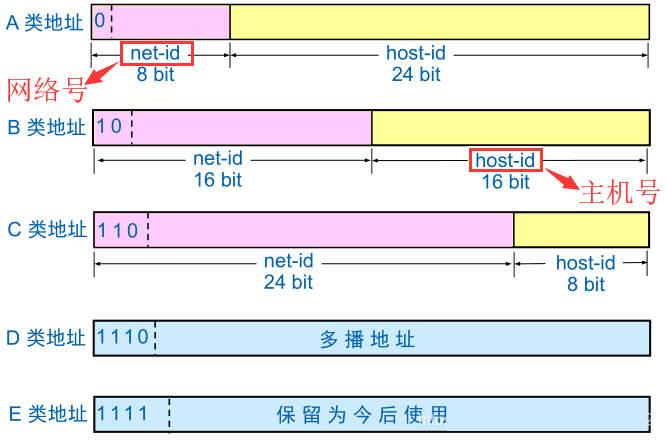 A 类地址 0
net-id host-id
8 bit 24 bit
网络号
B 类地址 10
net-id host-id
16 bit 16 bit
主机号
C 类地址 110
net-id host-id
24 bit 8 bit
D 类地址 1110 多播地址
E 类地址 1111 保留为今后使用